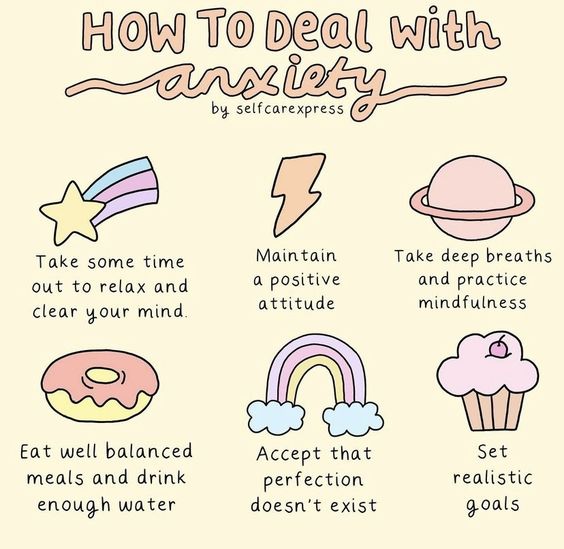 HOW TO DEAL WITH
anxiety
by selfcarexpress
Take some time
out to relax and
clear your mind.
Maintain
a positive
attitude
Take deep breaths
and practice
mindfulness
Eat well balanced
meals and drink
enough water
Accept that
perfection
doesn't exist
Set
realistic
goals